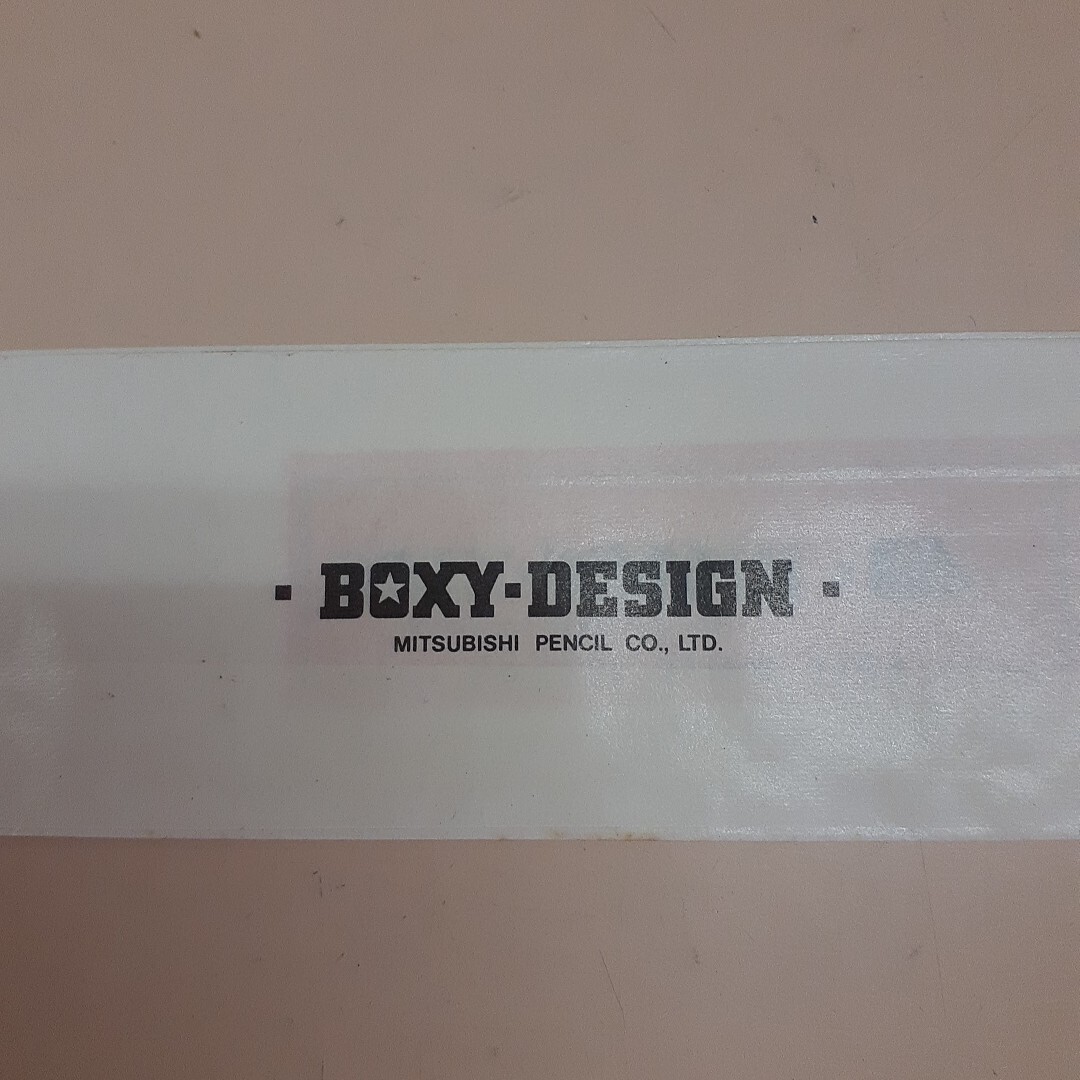 ▪ BOXY-DESIGN ▪
MITSUBISHI PENCIL CO., LTD.